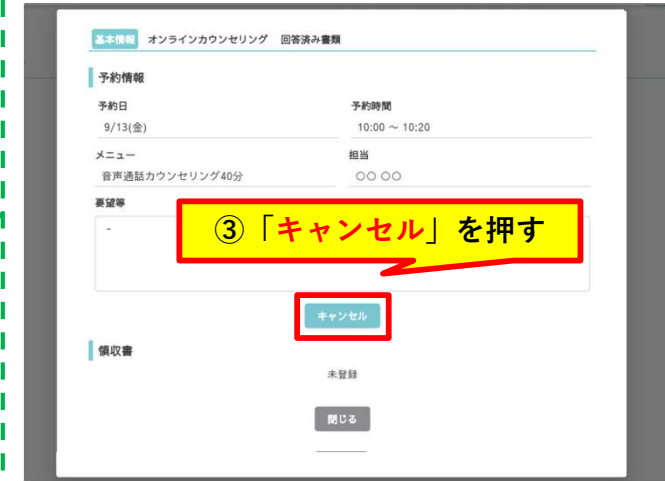 基本情報 オンラインカウンセリング 回答済み書類
予約情報
予約日 予約時間
9/13(金) 10:00 ～ 10:20
メニュー 担当
音声通話カウンセリング40分 〇〇 〇〇
要望等
-
③「キャンセル」を押す
キャンセル
領収書
未登録
閉じる